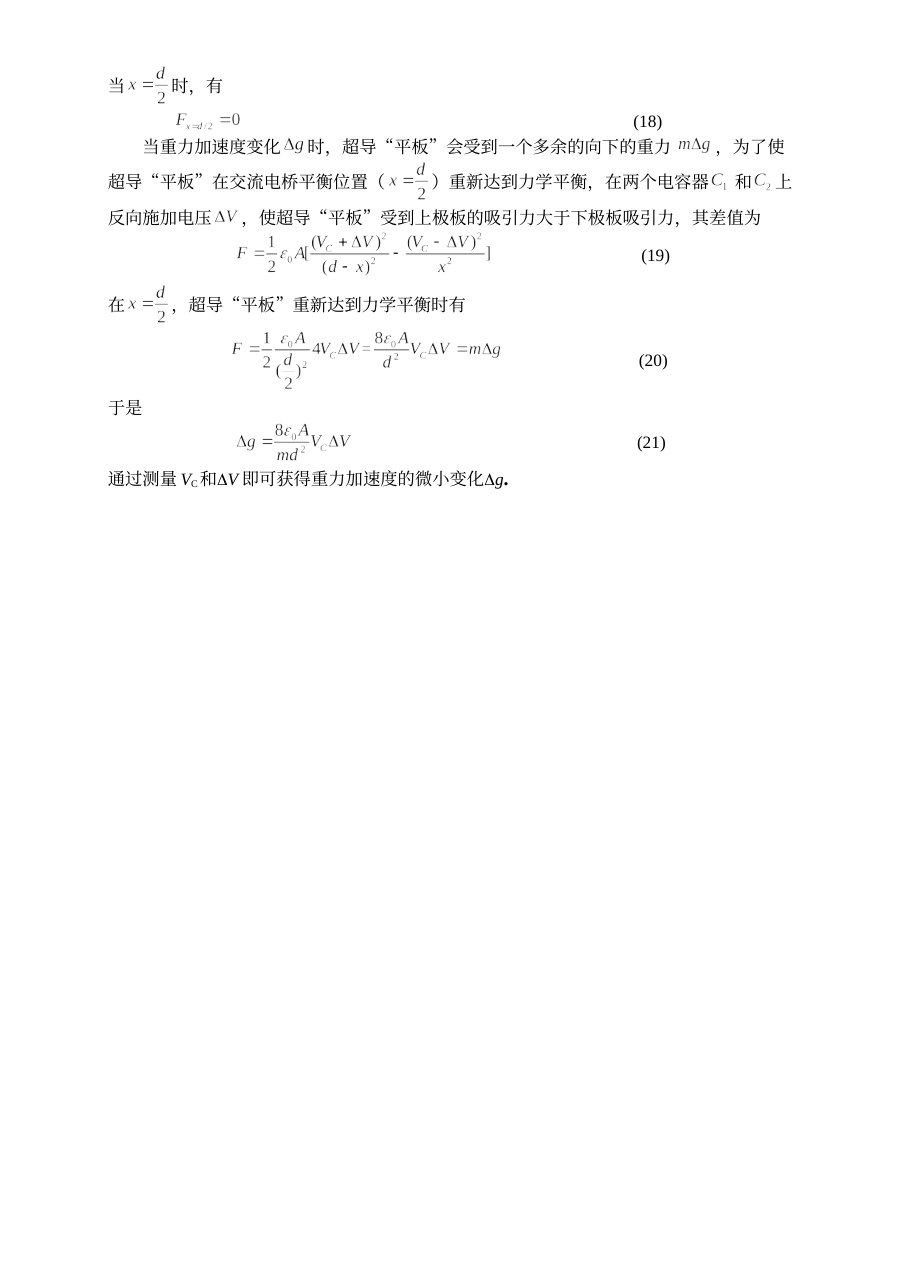 当 x = d/2 时，有
F_{x=d/2} = 0 (18)
当重力加速度变化 Δg 时，超导“平板”会受到一个多余的向下的重力 mΔg ，为了使
超导“平板”在交流电桥平衡位置（ x = d/2 ）重新达到力学平衡，在两个电容器 C₁ 和 C₂ 上
反向施加电压 ΔV ，使超导“平板”受到上极板的吸引力大于下极板吸引力，其差值为
F = 1/2 ε₀A[(V_C + ΔV)²/(d - x)² - (V_C - ΔV)²/x²] (19)
在 x = d/2 ，超导“平板”重新达到力学平衡时有
F = 1/2 ε₀A/(d/2)² 4V_CΔV = 8ε₀A/d² V_CΔV = mΔg (20)
于是
Δg = 8ε₀A/md² V_CΔV (21)
通过测量 V_C 和ΔV 即可获得重力加速度的微小变化Δg.